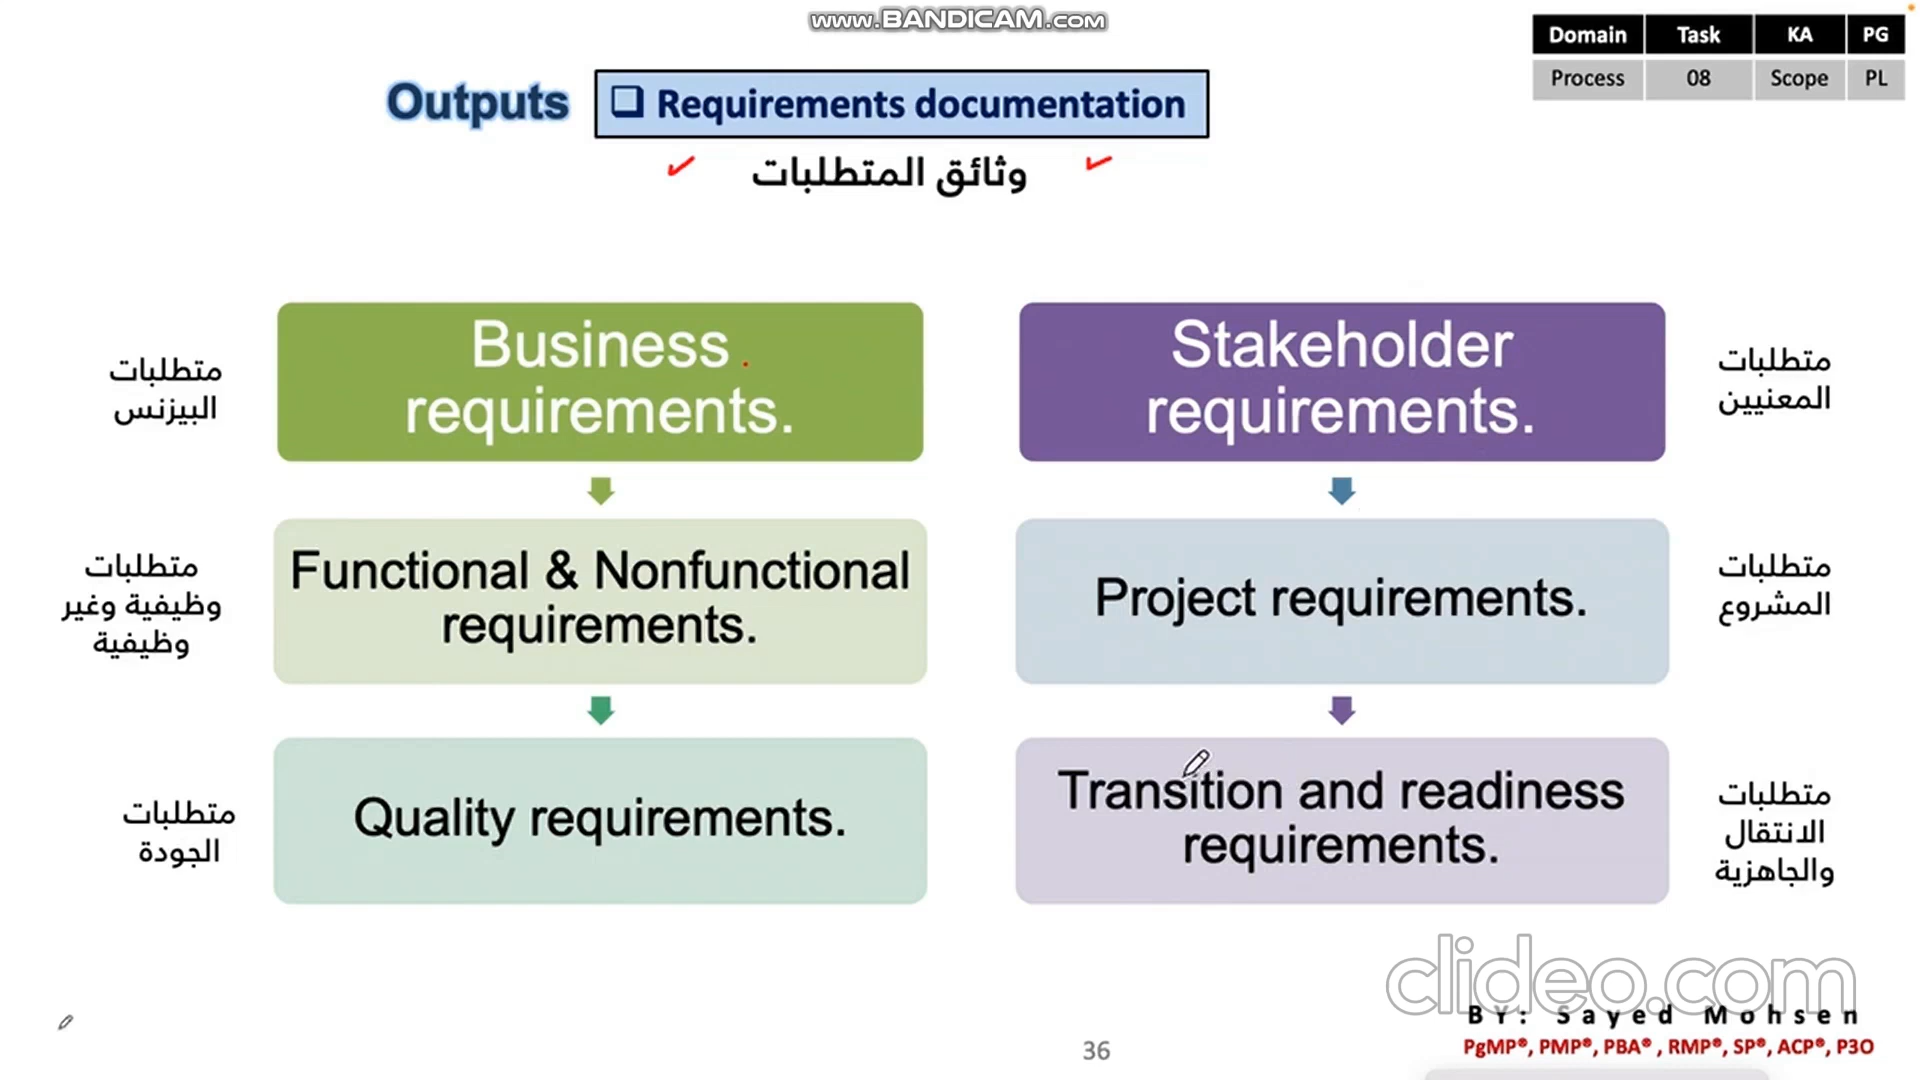 www.BANDICAM.com
Domain Task KA PG
Process 08 Scope PL
Outputs
❑ Requirements documentation
وثائق المتطلبات
متطلبات
البيزنس
Business
requirements.
Stakeholder
requirements.
متطلبات
المعنيين
متطلبات
وظيفية وغير
وظيفية
Functional & Nonfunctional
requirements.
Project requirements.
متطلبات
المشروع
متطلبات
الجودة
Quality requirements.
Transition and readiness
requirements.
متطلبات
الانتقال
والجاهزية
clideo.com
BY: Sayed Mohsen
PgMP®, PMP®, PBA® , RMP®, SP®, ACP®, P3O
36